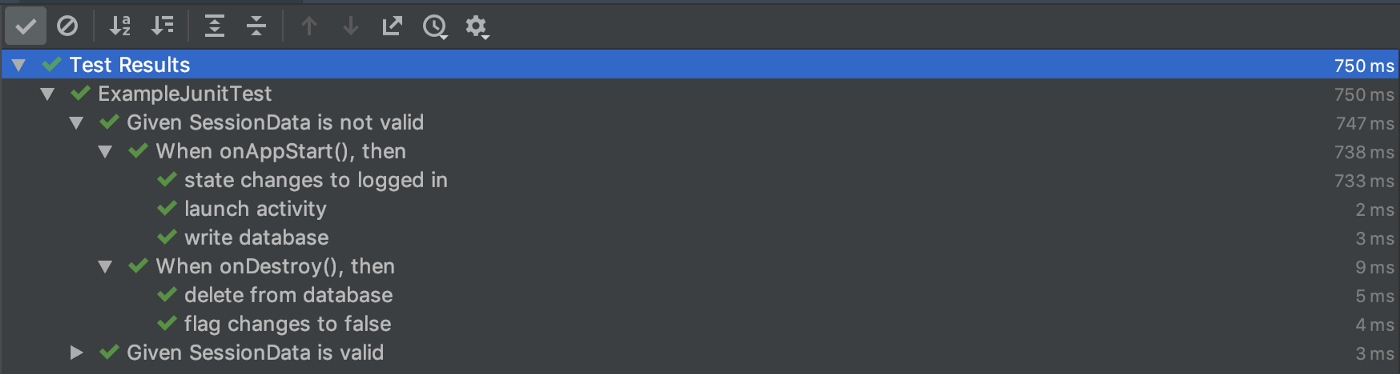 Test Results 750 ms
ExampleJunitTest 750 ms
Given SessionData is not valid 747 ms
When onAppStart(), then 738 ms
state changes to logged in 733 ms
launch activity 2 ms
write database 3 ms
When onDestroy(), then 9 ms
delete from database 5 ms
flag changes to false 4 ms
Given SessionData is valid 3 ms